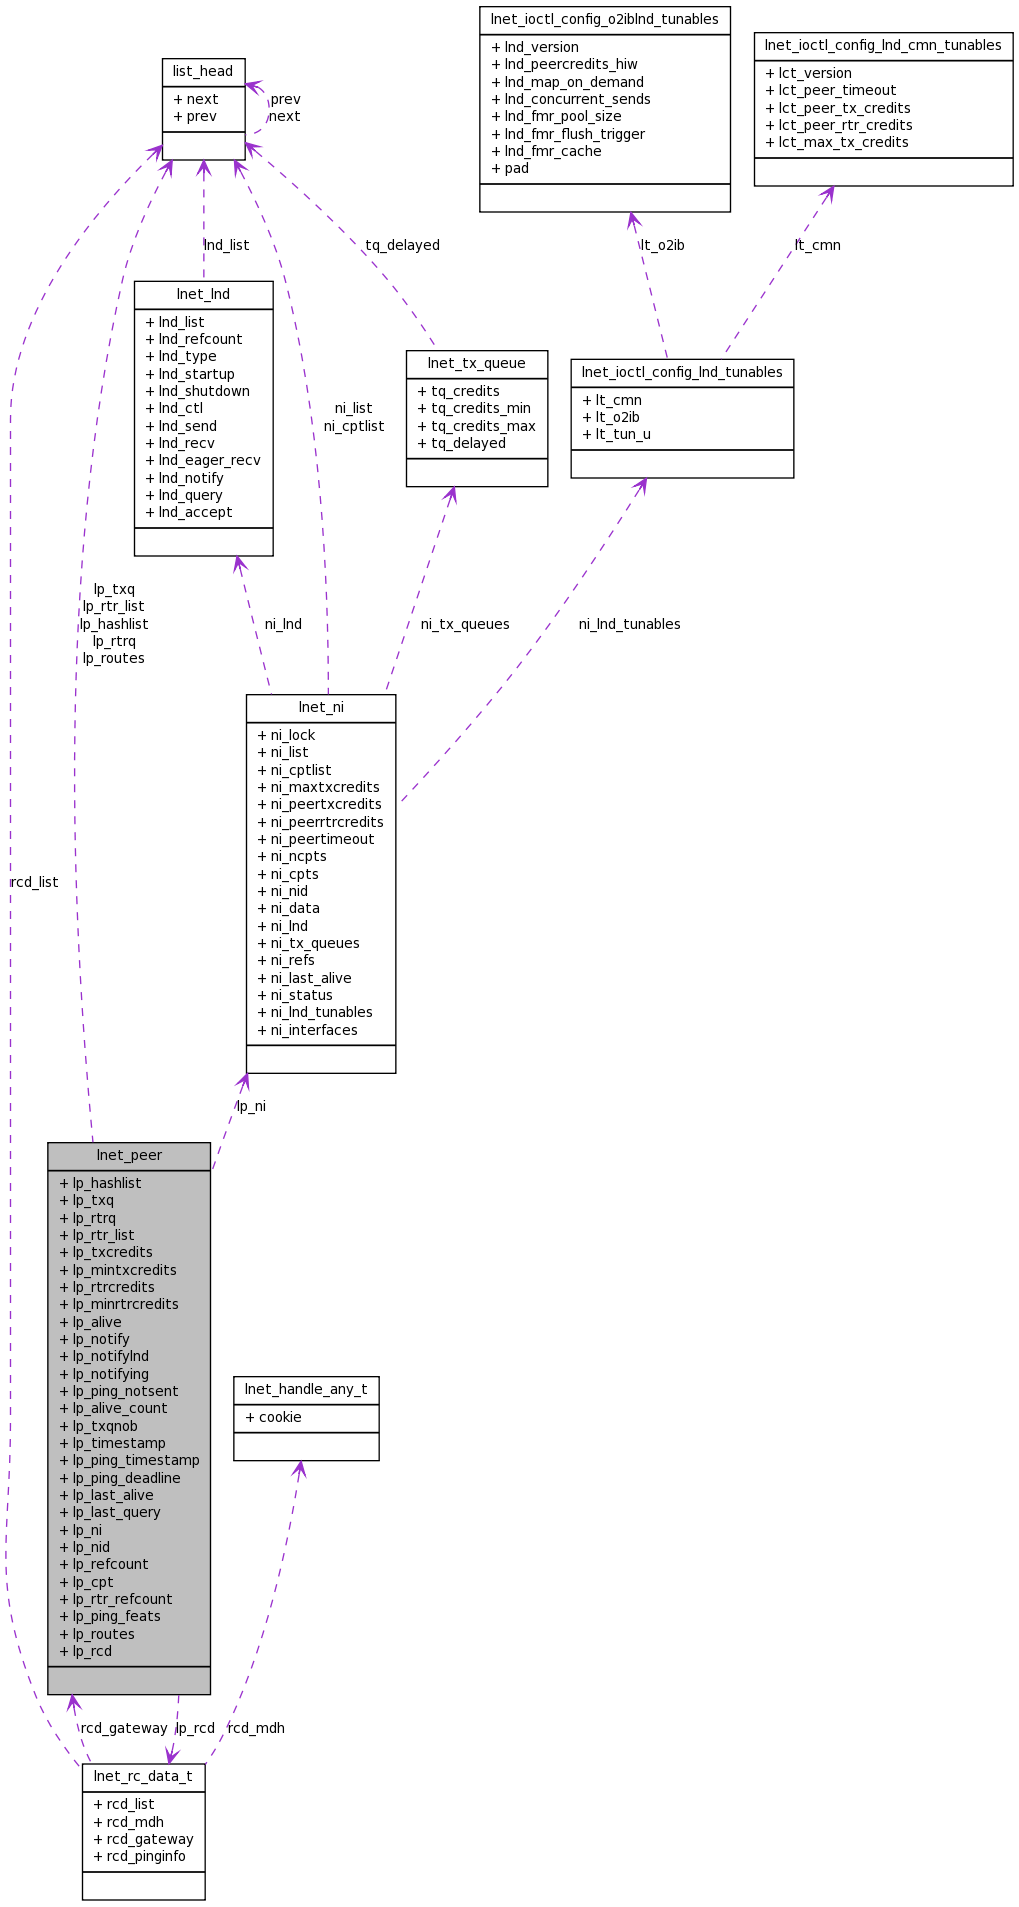 lnet_ioctl_config_o2iblnd_tunables
+ lnd_version
+ lnd_peercredits_hiw
+ lnd_map_on_demand
+ lnd_concurrent_sends
+ lnd_fmr_pool_size
+ lnd_fmr_flush_trigger
+ lnd_fmr_cache
+ pad
lnet_ioctl_config_lnd_cmn_tunables
+ lct_version
+ lct_peer_timeout
+ lct_peer_tx_credits
+ lct_peer_rtr_credits
+ lct_max_tx_credits
list_head
+ next
+ prev
prev
next
lnd_list
tq_delayed
lt_o2ib
lt_cmn
lnet_lnd
+ lnd_list
+ lnd_refcount
+ lnd_type
+ lnd_startup
+ lnd_shutdown
+ lnd_ctl
+ lnd_send
+ lnd_recv
+ lnd_eager_recv
+ lnd_notify
+ lnd_query
+ lnd_accept
ni_list
ni_cptlist
lnet_tx_queue
+ tq_credits
+ tq_credits_min
+ tq_credits_max
+ tq_delayed
lnet_ioctl_config_lnd_tunables
+ lt_cmn
+ lt_o2ib
+ lt_tun_u
lp_txq
lp_rtr_list
lp_hashlist
lp_rtrq
lp_routes
ni_lnd
ni_tx_queues
ni_lnd_tunables
lnet_ni
+ ni_lock
+ ni_list
+ ni_cptlist
+ ni_maxtxcredits
+ ni_peertxcredits
+ ni_peerrtrcredits
+ ni_peertimeout
+ ni_ncpts
+ ni_cpts
+ ni_nid
+ ni_data
+ ni_lnd
+ ni_tx_queues
+ ni_refs
+ ni_last_alive
+ ni_status
+ ni_lnd_tunables
+ ni_interfaces
rcd_list
lp_ni
lnet_peer
+ lp_hashlist
+ lp_txq
+ lp_rtrq
+ lp_rtr_list
+ lp_txcredits
+ lp_mintxcredits
+ lp_rtrcredits
+ lp_minrtrcredits
+ lp_alive
+ lp_notify
+ lp_notifylnd
+ lp_notifying
+ lp_ping_notsent
+ lp_alive_count
+ lp_txqnob
+ lp_timestamp
+ lp_ping_timestamp
+ lp_ping_deadline
+ lp_last_alive
+ lp_last_query
+ lp_ni
+ lp_nid
+ lp_refcount
+ lp_cpt
+ lp_rtr_refcount
+ lp_ping_feats
+ lp_routes
+ lp_rcd
lnet_handle_any_t
+ cookie
rcd_gateway
lp_rcd
rcd_mdh
lnet_rc_data_t
+ rcd_list
+ rcd_mdh
+ rcd_gateway
+ rcd_pinginfo